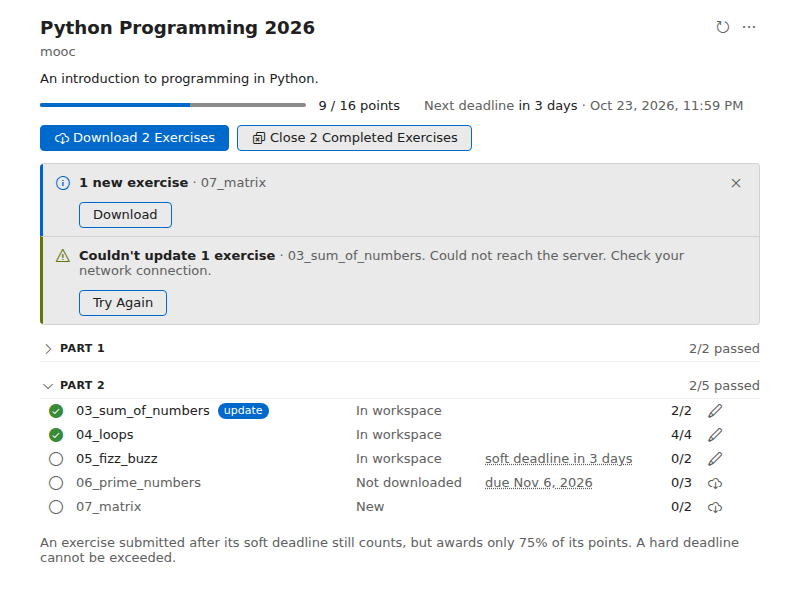 Python Programming 2026
mooc
An introduction to programming in Python.
9 / 16 points Next deadline in 3 days · Oct 23, 2026, 11:59 PM
Download 2 Exercises Close 2 Completed Exercises
1 new exercise · 07_matrix
Download
Couldn't update 1 exercise · 03_sum_of_numbers. Could not reach the server. Check your
network connection.
Try Again
PART 1 2/2 passed
PART 2 2/5 passed
03_sum_of_numbers update In workspace 2/2
04_loops In workspace 4/4
05_fizz_buzz In workspace soft deadline in 3 days 0/2
06_prime_numbers Not downloaded due Nov 6, 2026 0/3
07_matrix New 0/2
An exercise submitted after its soft deadline still counts, but awards only 75% of its points. A hard deadline
cannot be exceeded.